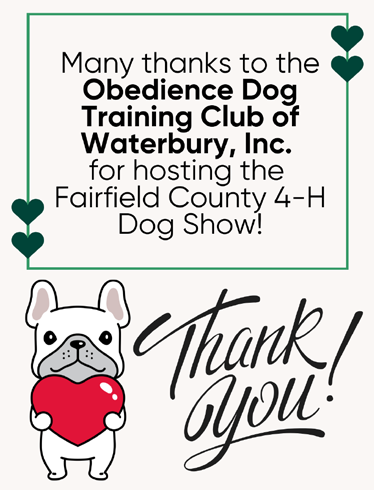 Many thanks to the
Obedience Dog
Training Club of
Waterbury, Inc.
for hosting the
Fairfield County 4-H
Dog Show!
Thank
you!